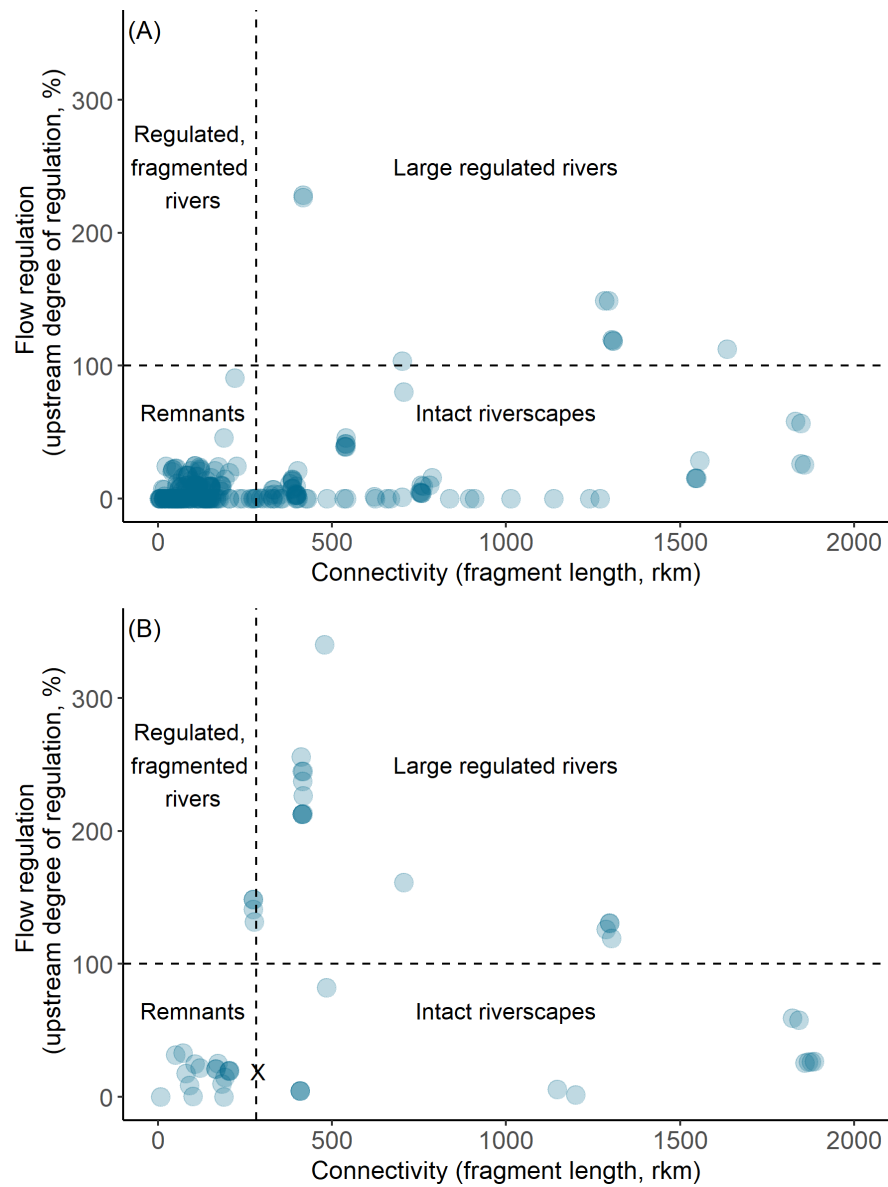 (A)
Flow regulation
(upstream degree of regulation, %)
300
200
100
0
Regulated,
fragmented
rivers
Large regulated rivers
Remnants
Intact riverscapes
0 500 1000 1500 2000
Connectivity (fragment length, rkm)
(B)
Flow regulation
(upstream degree of regulation, %)
300
200
100
0
Regulated,
fragmented
rivers
Large regulated rivers
Remnants
Intact riverscapes
X
0 500 1000 1500 2000
Connectivity (fragment length, rkm)